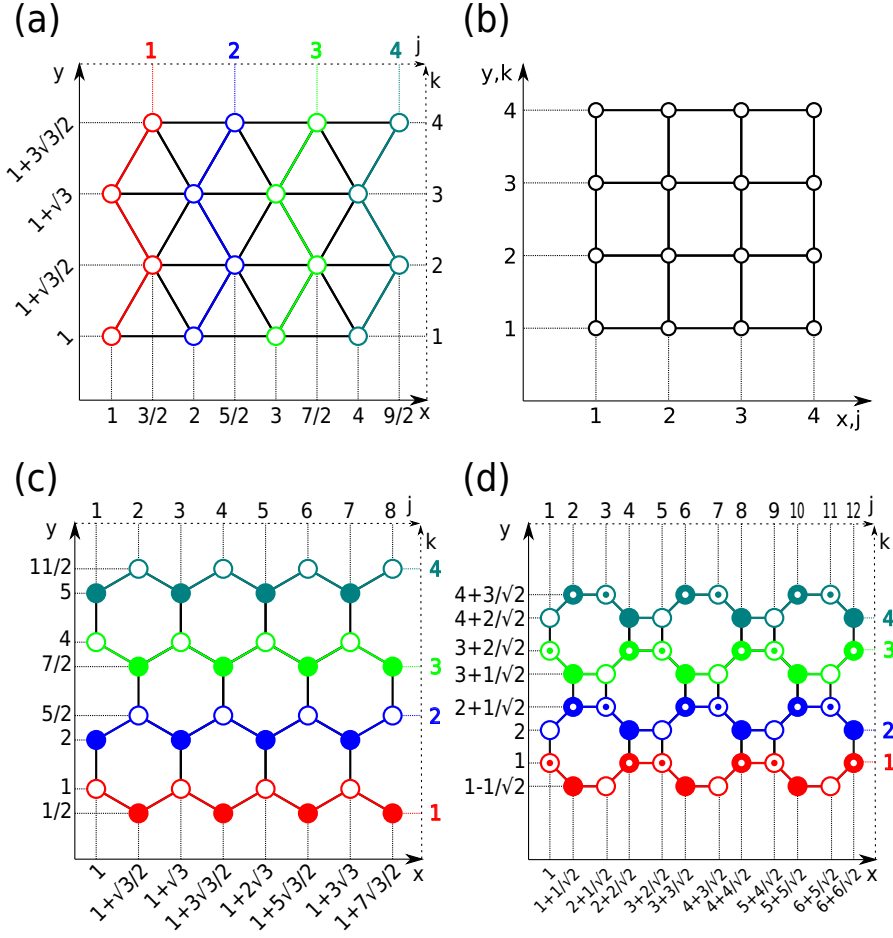 (a)
j
1 2 3 4
y
k
1+3√3/2
4
1+√3
3
1+√3/2
2
1
1
x
1 3/2 2 5/2 3 7/2 4 9/2
(b)
y,k
4
3
2
1
1 2 3 4
x,j
(c)
1 2 3 4 5 6 7 8 j
y
k
11/2
4
5
4
7/2
3
5/2
2
2
1
1/2
1
x
1 1+√3/2 1+√3 1+3√3/2 1+2√3 1+5√3/2 1+3√3 1+7√3/2
(d)
1 2 3 4 5 6 7 8 9 10 11 12 j
y
k
4+3/√2
4+2/√2
4
3+2/√2
3
3+1/√2
2+1/√2
2
2
1
1
1-1/√2
x
1 1+1/√2 2+1/√2 2+2/√2 3+2/√2 3+3/√2 4+3/√2 4+4/√2 5+4/√2 5+5/√2 6+5/√2 6+6/√2